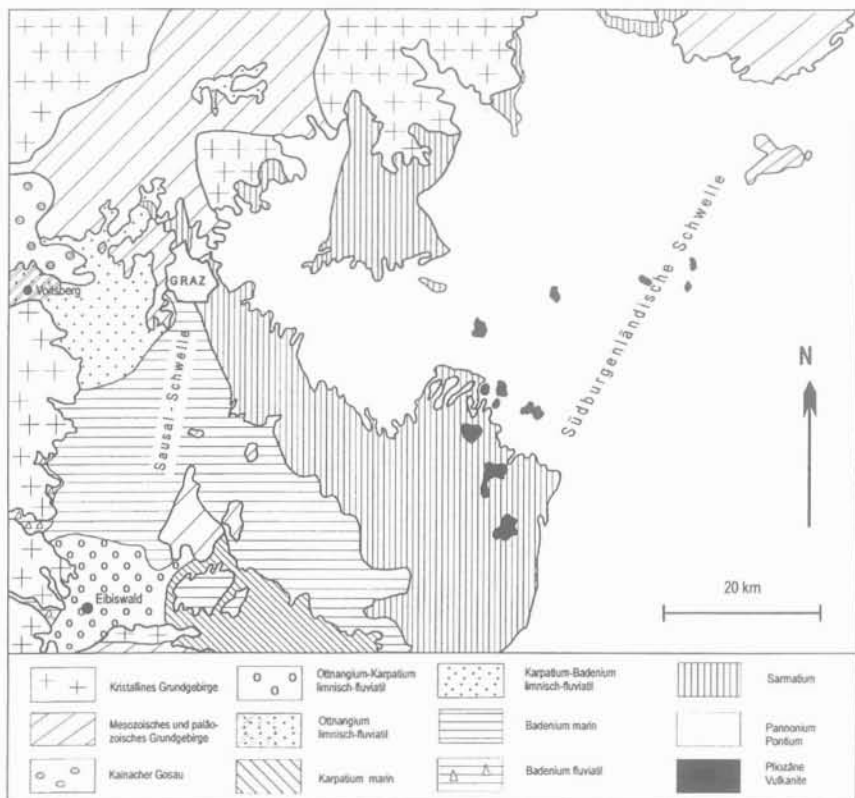 GRAZ
Voitsberg
Sausal-Schwelle
Südburgenländische Schwelle
N
Eibiswald
20 km
Kristallines Grundgebirge
Ottnangium-Karpatium
limnisch-fluviatil
Karpatium-Badenium
limnisch-fluviatil
Sarmatium
Mesozoisches und paläo-
zoisches Grundgebirge
Ottnangium
limnisch-fluviatil
Badenium marin
Pannonium
Pontium
Kainacher Gosau
Karpatium marin
Badenium fluviatil
Pliozäne
Vulkanite